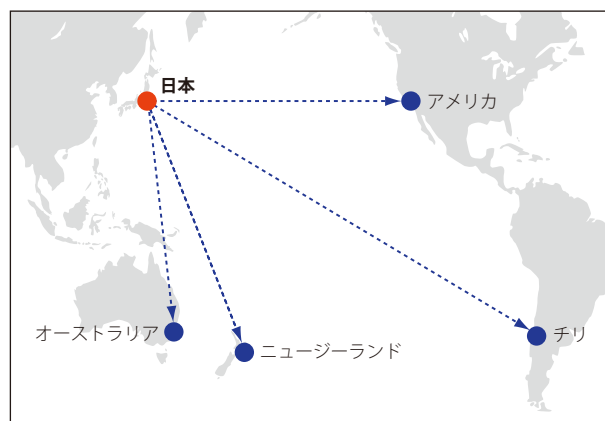 日本
アメリカ
オーストラリア
ニュージーランド
チリ